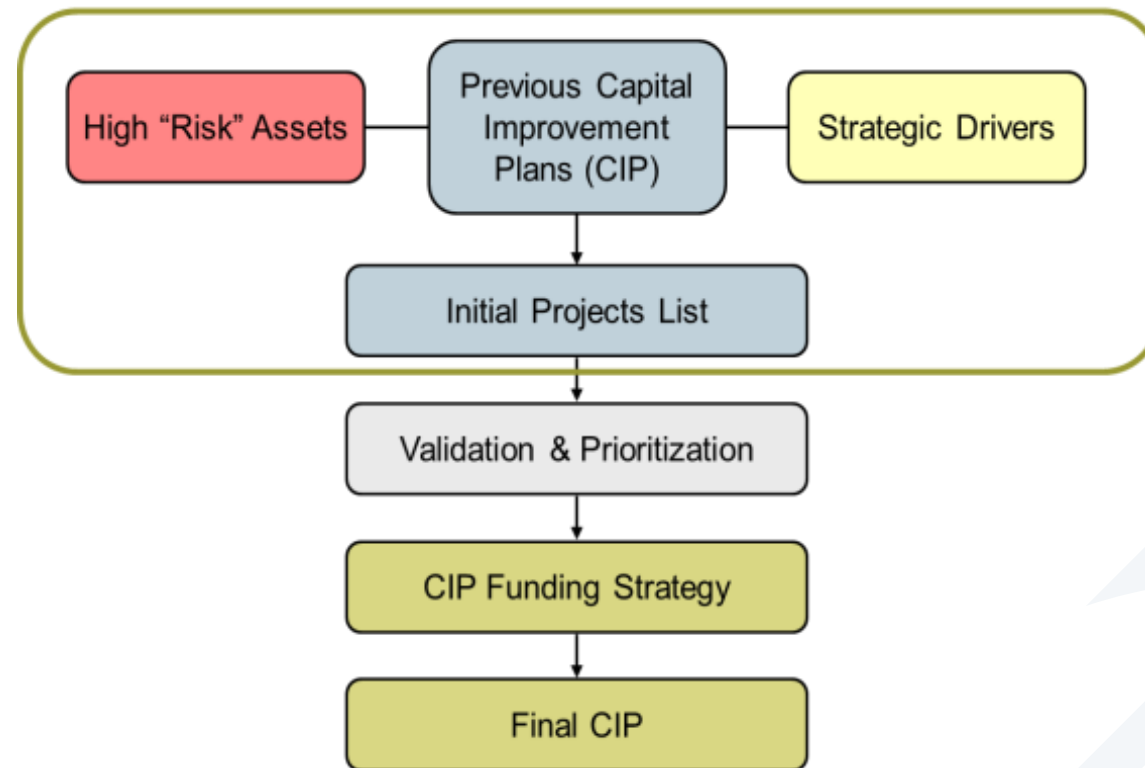 High “Risk” Assets
Previous Capital
Improvement
Plans (CIP)
Strategic Drivers
Initial Projects List
Validation & Prioritization
CIP Funding Strategy
Final CIP